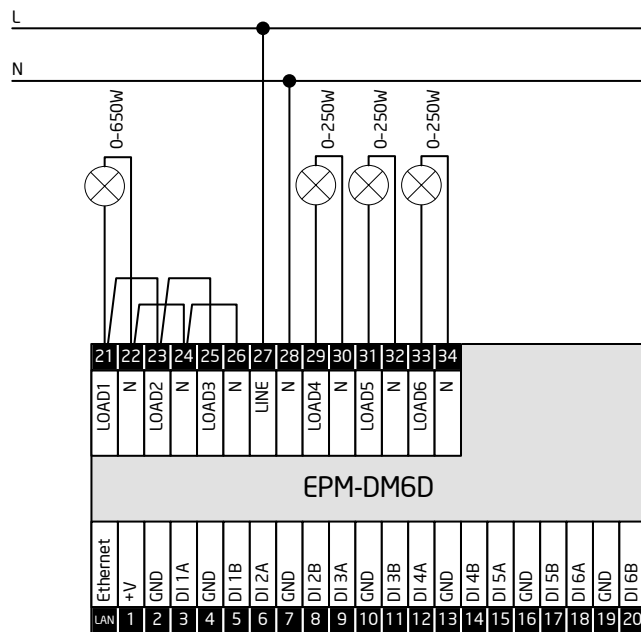 L
N
0-650W
0-250W
0-250W
0-250W
21 22 23 24 25 26 27 28 29 30 31 32 33 34
LOAD1 N LOAD2 N LOAD3 N LINE N LOAD4 N LOAD5 N LOAD6 N
EPM-DM6D
Ethernet +V GND DI 1A GND DI 1B DI 2A GND DI 2B DI 3A GND DI 3B DI 4A GND DI 4B DI 5A GND DI 5B DI 6A GND DI 6B
LAN 1 2 3 4 5 6 7 8 9 10 11 12 13 14 15 16 17 18 19 20